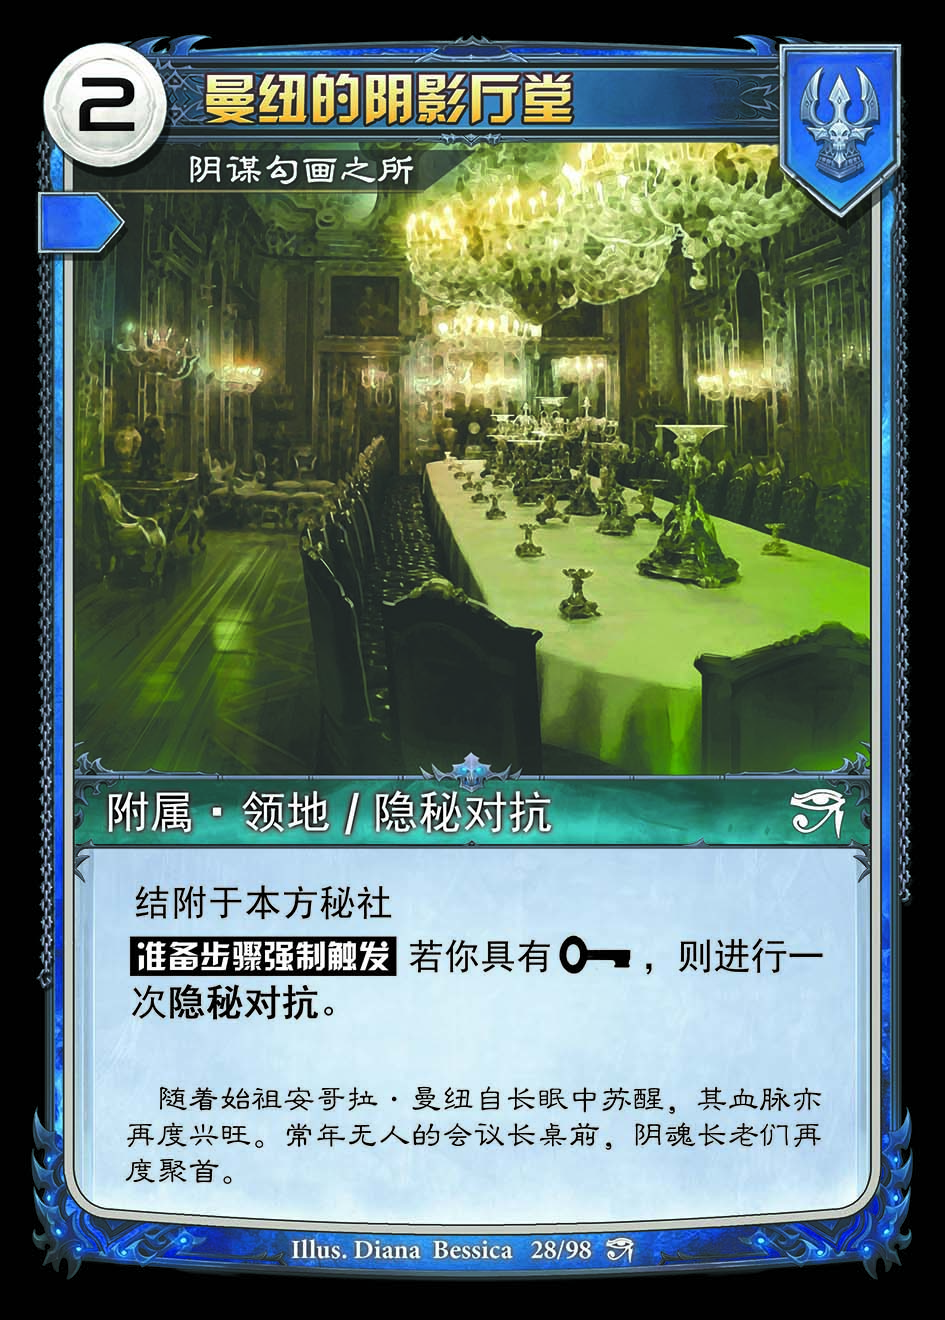 2
曼纽的阴影厅堂
阴谋勾画之所
附属·领地 / 隐秘对抗
结附于本方秘社
准备步骤强制触发 若你具有 ，则进行一
次隐秘对抗。
随着始祖安哥拉·曼纽自长眠中苏醒，其血脉亦
再度兴旺。常年无人的会议长桌前，阴魂长老们再
度聚首。
Illus. Diana Bessica 28/98